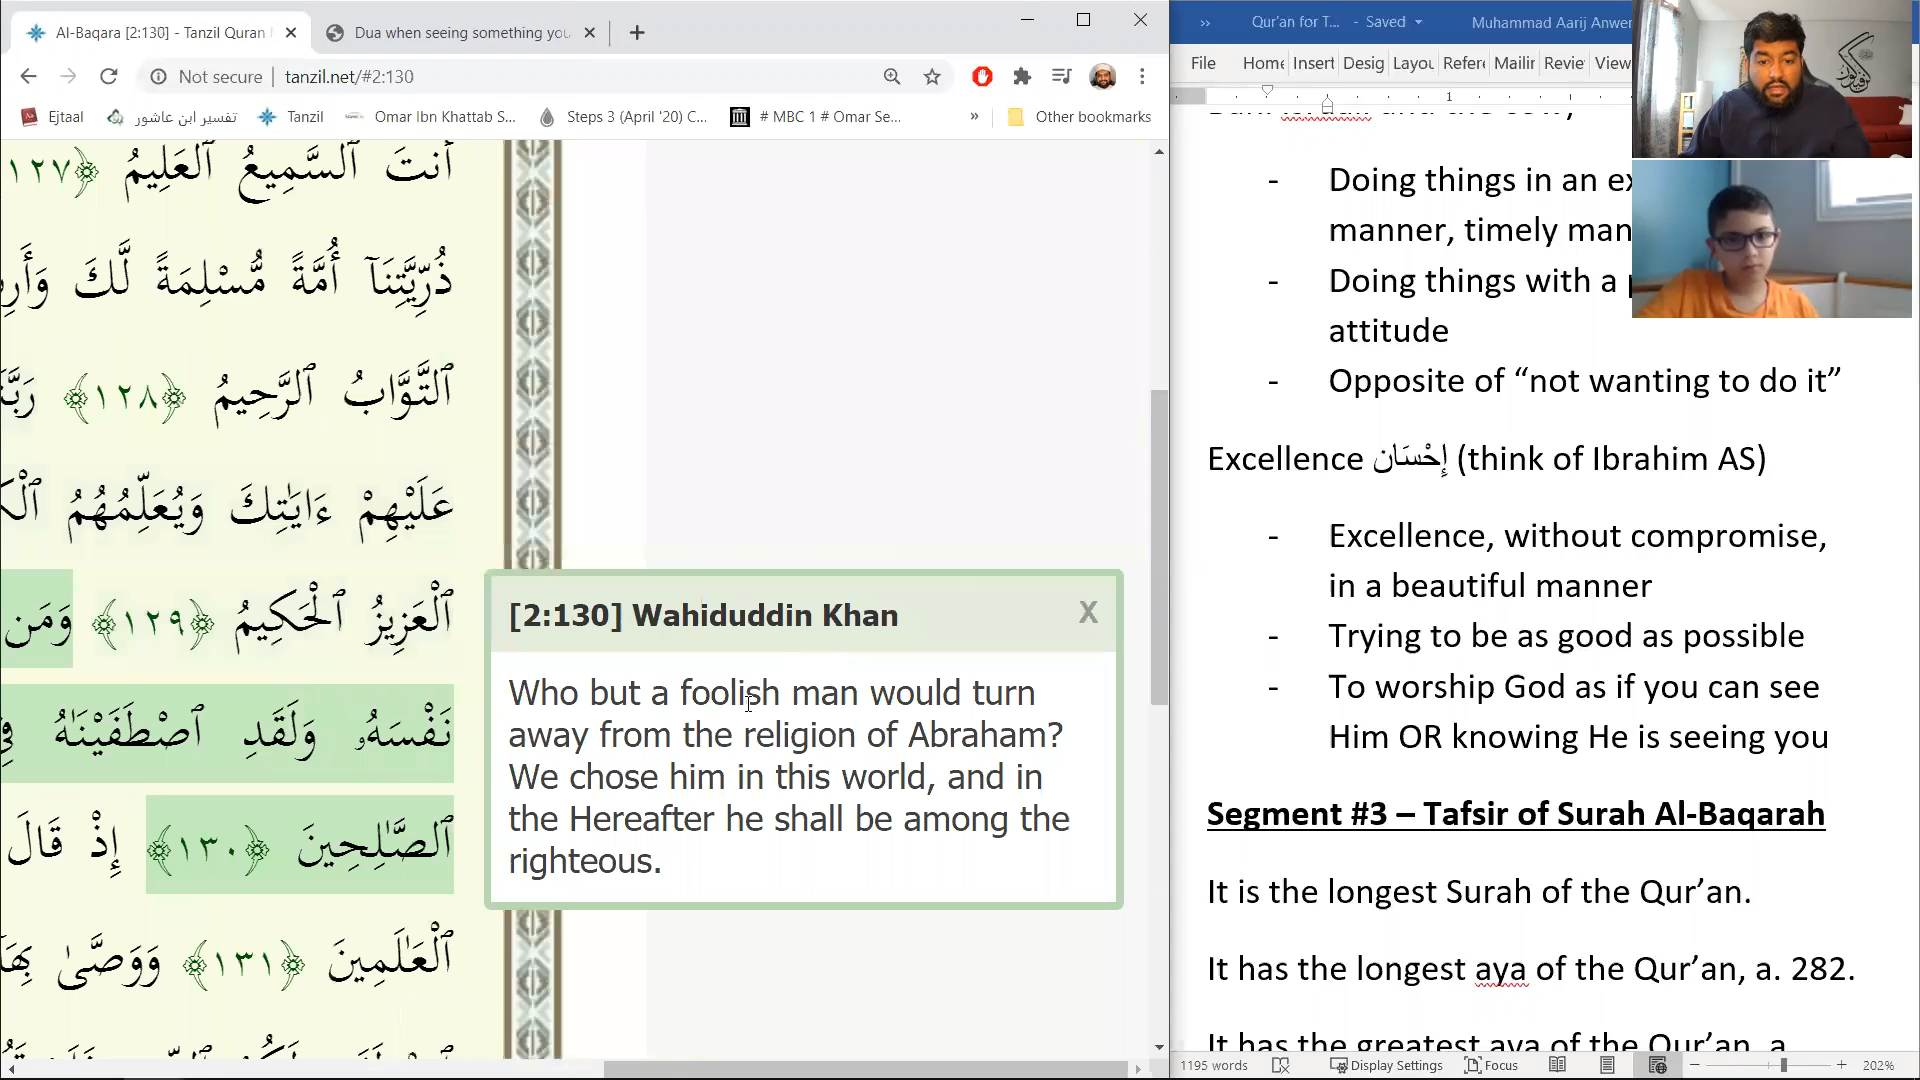 Al-Baqara [2:130] - Tanzil Quran
Dua when seeing something you
Not secure | tanzil.net/#2:130
Ejtaal
تفسير ابن عاشور
Tanzil
Omar Ibn Khattab S...
Steps 3 (April '20) C...
# MBC 1 # Omar Se...
»
Other bookmarks
أَنتَ ٱلسَّمِيعُ ٱلْعَلِيمُ ﴿١٢٧
ذُرِّيَّتِنَآ أُمَّةً مُّسْلِمَةً لَّكَ وَأَرِ
ٱلتَّوَّابُ ٱلرَّحِيمُ ﴿١٢٨﴾ رَبَّنَ
عَلَيْهِمْ ءَايَٰتِكَ وَيُعَلِّمُهُمُ ٱلْكِ
ٱلْعَزِيزُ ٱلْحَكِيمُ ﴿١٢٩﴾ وَمَن
نَفْسَهُۥ وَلَقَدِ ٱصْطَفَيْنَٰهُ فِى
ٱلصَّٰلِحِينَ ﴿١٣٠﴾ إِذْ قَالَ
ٱلْعَٰلَمِينَ ﴿١٣١﴾ وَوَصَّىٰ بِهَا
[2:130] Wahiduddin Khan
X
Who but a foolish man would turn
away from the religion of Abraham?
We chose him in this world, and in
the Hereafter he shall be among the
righteous.
» Qur'an for T... - Saved
Muhammad Aarij Anwer
File Home Insert Desig Layou Refere Mailir Revie View
1
- Doing things in an ex
manner, timely man
- Doing things with a p
attitude
- Opposite of “not wanting to do it”
Excellence إِحْسَان (think of Ibrahim AS)
- Excellence, without compromise,
in a beautiful manner
- Trying to be as good as possible
- To worship God as if you can see
Him OR knowing He is seeing you
Segment #3 – Tafsir of Surah Al-Baqarah
It is the longest Surah of the Qur’an.
It has the longest aya of the Qur’an, a. 282.
It has the greatest aya of the Qur’an, a.
1195 words
Display Settings
Focus
202%